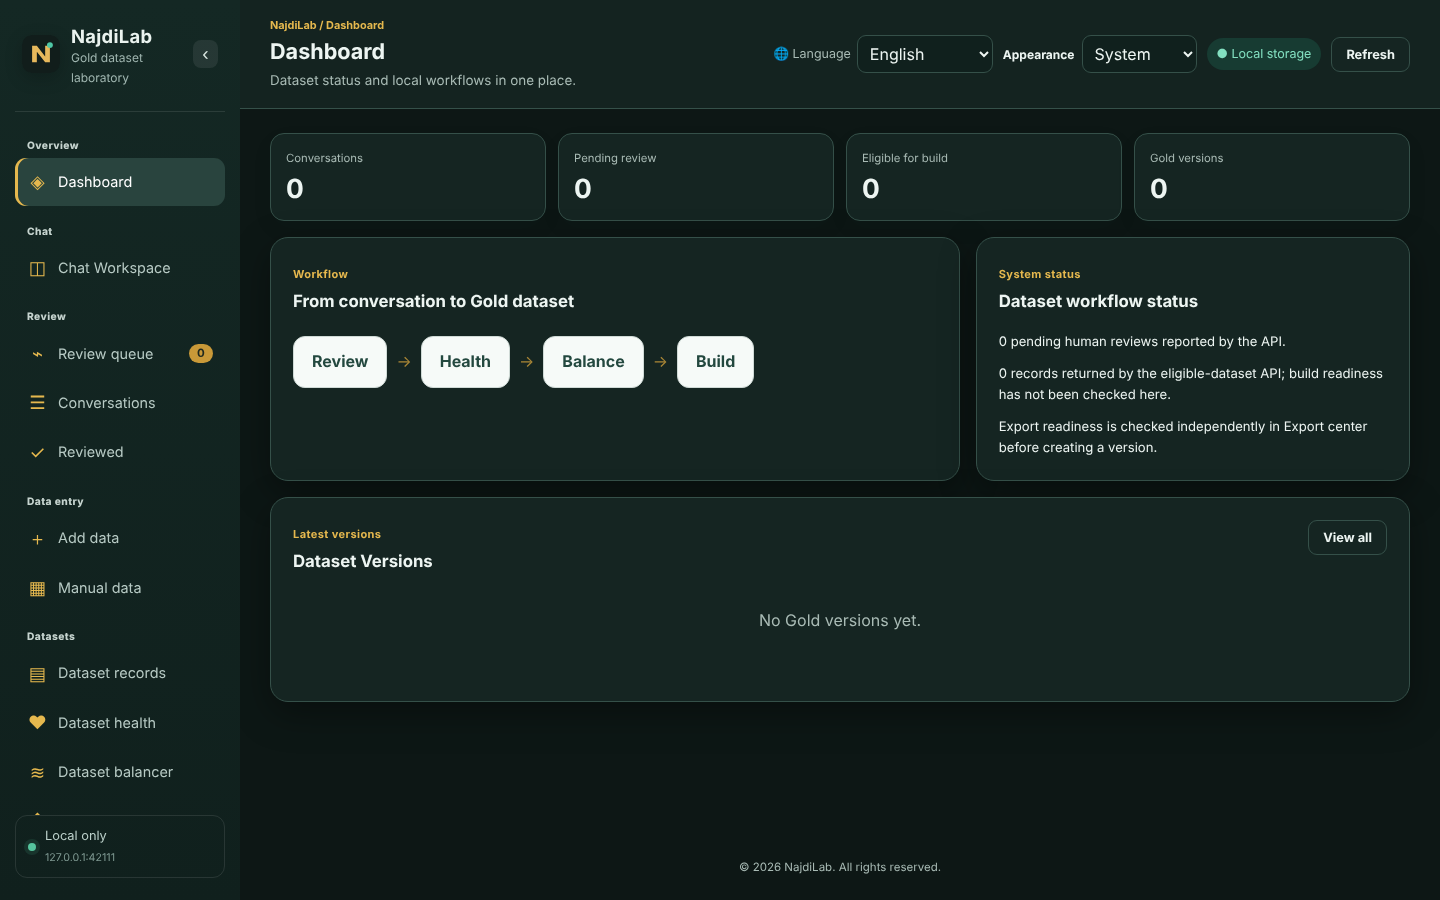 NajdiLab
Gold dataset
laboratory
Overview
Dashboard
Chat
Chat Workspace
Review
Review queue 0
Conversations
Reviewed
Data entry
Add data
Manual data
Datasets
Dataset records
Dataset health
Dataset balancer
Local only
127.0.0.1:42111
NajdiLab / Dashboard
Dashboard
Dataset status and local workflows in one place.
Language English Appearance System Local storage Refresh
Conversations
0
Pending review
0
Eligible for build
0
Gold versions
0
Workflow
From conversation to Gold dataset
Review → Health → Balance → Build
System status
Dataset workflow status
0 pending human reviews reported by the API.
0 records returned by the eligible-dataset API; build readiness
has not been checked here.
Export readiness is checked independently in Export center
before creating a version.
Latest versions
Dataset Versions
View all
No Gold versions yet.
© 2026 NajdiLab. All rights reserved.